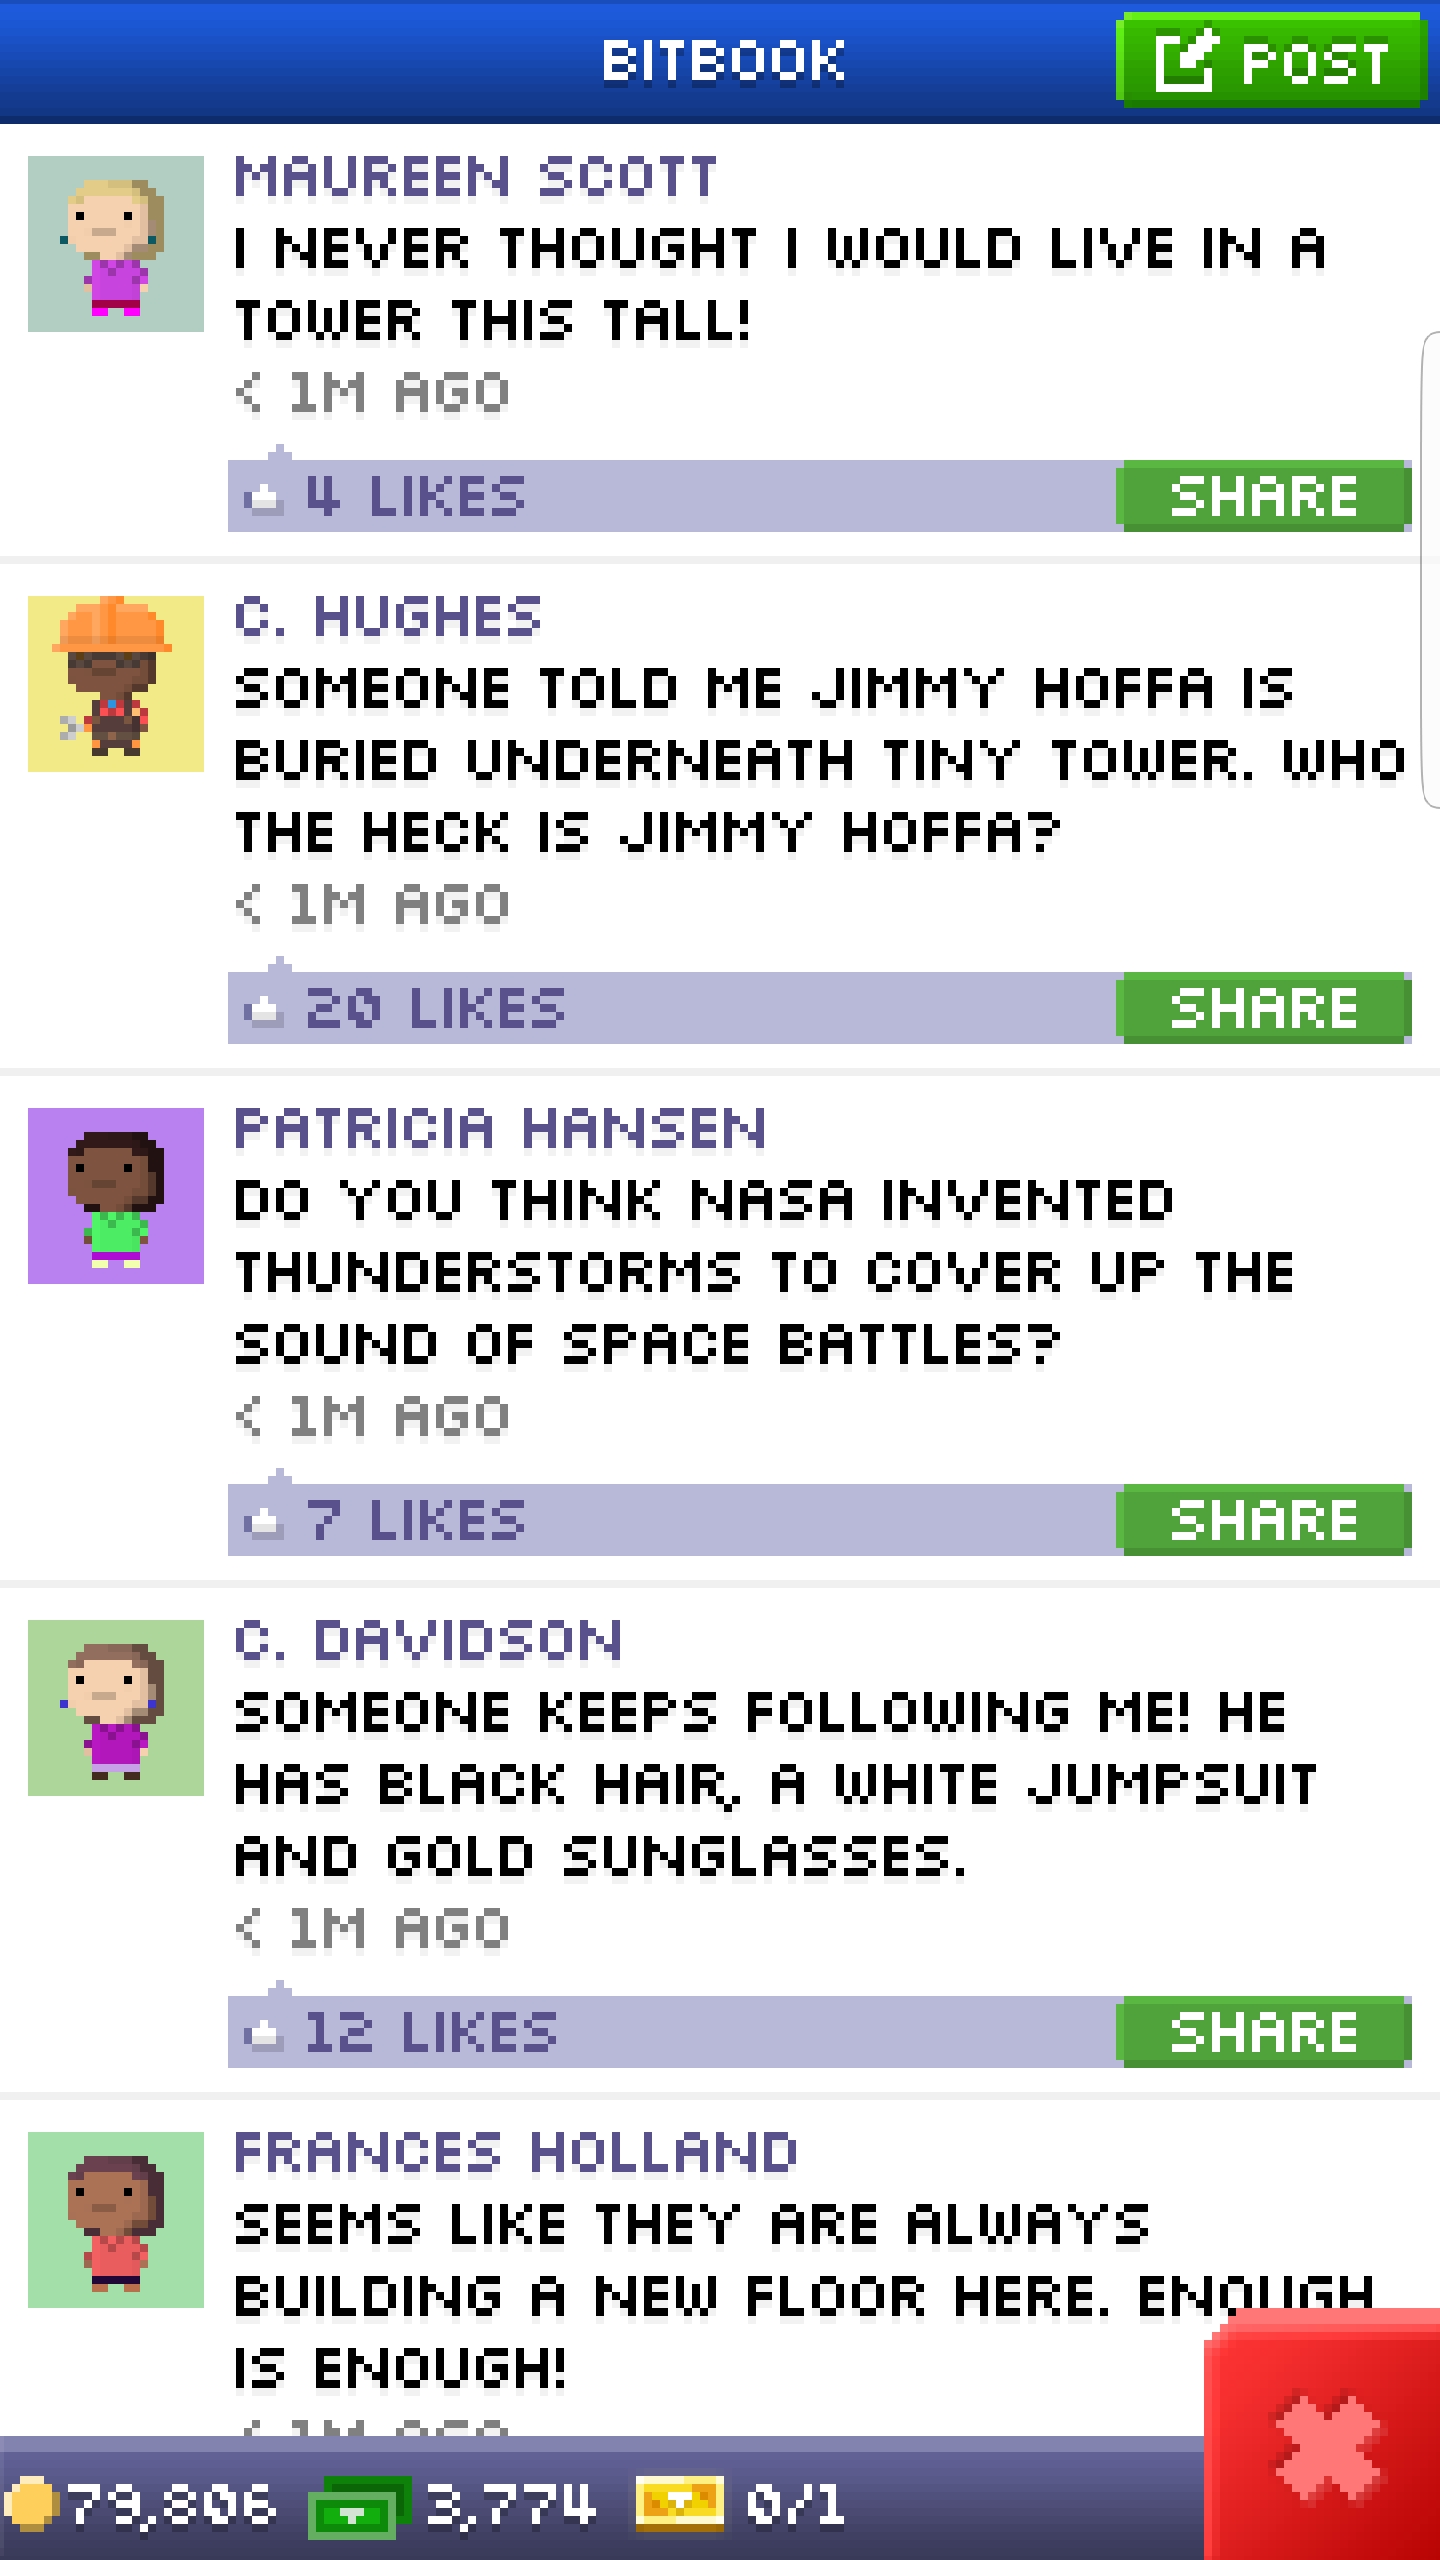 BITBOOK
POST
MAUREEN SCOTT
I NEVER THOUGHT I WOULD LIVE IN A
TOWER THIS TALL!
< 1M AGO
4 LIKES
SHARE
C. HUGHES
SOMEONE TOLD ME JIMMY HOFFA IS
BURIED UNDERNEATH TINY TOWER. WHO
THE HECK IS JIMMY HOFFA?
< 1M AGO
20 LIKES
SHARE
PATRICIA HANSEN
DO YOU THINK NASA INVENTED
THUNDERSTORMS TO COVER UP THE
SOUND OF SPACE BATTLES?
< 1M AGO
7 LIKES
SHARE
C. DAVIDSON
SOMEONE KEEPS FOLLOWING ME! HE
HAS BLACK HAIR, A WHITE JUMPSUIT
AND GOLD SUNGLASSES.
< 1M AGO
12 LIKES
SHARE
FRANCES HOLLAND
SEEMS LIKE THEY ARE ALWAYS
BUILDING A NEW FLOOR HERE. ENOUGH
IS ENOUGH!
< 1M AGO
79,806
3,774
0/1